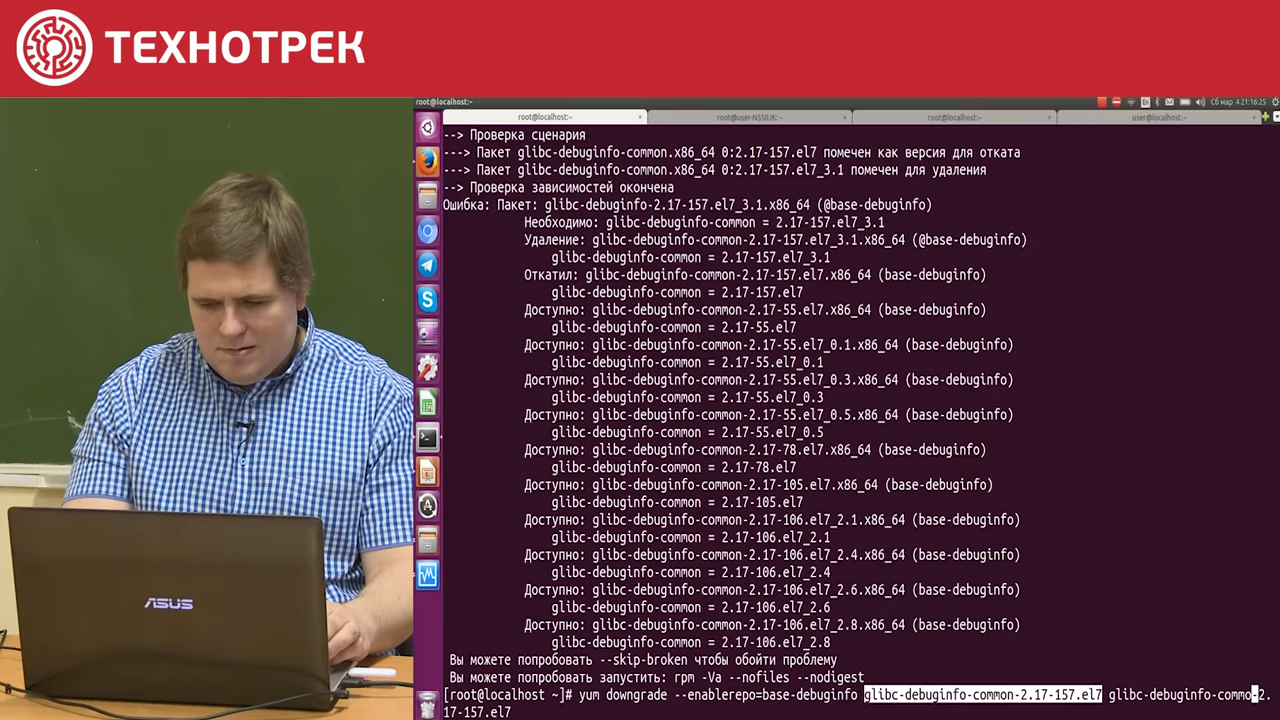 ТЕХНОТРЕК
root@localhost:~
Сб мар 4 21:16:25
root@localhost:~
root@user-N550JK: ~
root@localhost:~
user@localhost:~
--> Проверка сценария
---> Пакет glibc-debuginfo-common.x86_64 0:2.17-157.el7 помечен как версия для отката
---> Пакет glibc-debuginfo-common.x86_64 0:2.17-157.el7_3.1 помечен для удаления
--> Проверка зависимостей окончена
Ошибка: Пакет: glibc-debuginfo-2.17-157.el7_3.1.x86_64 (@base-debuginfo)
Необходимо: glibc-debuginfo-common = 2.17-157.el7_3.1
Удаление: glibc-debuginfo-common-2.17-157.el7_3.1.x86_64 (@base-debuginfo)
glibc-debuginfo-common = 2.17-157.el7_3.1
Откатил: glibc-debuginfo-common-2.17-157.el7.x86_64 (base-debuginfo)
glibc-debuginfo-common = 2.17-157.el7
Доступно: glibc-debuginfo-common-2.17-55.el7.x86_64 (base-debuginfo)
glibc-debuginfo-common = 2.17-55.el7
Доступно: glibc-debuginfo-common-2.17-55.el7_0.1.x86_64 (base-debuginfo)
glibc-debuginfo-common = 2.17-55.el7_0.1
Доступно: glibc-debuginfo-common-2.17-55.el7_0.3.x86_64 (base-debuginfo)
glibc-debuginfo-common = 2.17-55.el7_0.3
Доступно: glibc-debuginfo-common-2.17-55.el7_0.5.x86_64 (base-debuginfo)
glibc-debuginfo-common = 2.17-55.el7_0.5
Доступно: glibc-debuginfo-common-2.17-78.el7.x86_64 (base-debuginfo)
glibc-debuginfo-common = 2.17-78.el7
Доступно: glibc-debuginfo-common-2.17-105.el7.x86_64 (base-debuginfo)
glibc-debuginfo-common = 2.17-105.el7
Доступно: glibc-debuginfo-common-2.17-106.el7_2.1.x86_64 (base-debuginfo)
glibc-debuginfo-common = 2.17-106.el7_2.1
Доступно: glibc-debuginfo-common-2.17-106.el7_2.4.x86_64 (base-debuginfo)
glibc-debuginfo-common = 2.17-106.el7_2.4
Доступно: glibc-debuginfo-common-2.17-106.el7_2.6.x86_64 (base-debuginfo)
glibc-debuginfo-common = 2.17-106.el7_2.6
Доступно: glibc-debuginfo-common-2.17-106.el7_2.8.x86_64 (base-debuginfo)
glibc-debuginfo-common = 2.17-106.el7_2.8
Вы можете попробовать --skip-broken чтобы обойти проблему
Вы можете попробовать запустить: rpm -Va --nofiles --nodigest
[root@localhost ~]# yum downgrade --enablerepo=base-debuginfo glibc-debuginfo-common-2.17-157.el7 glibc-debuginfo-commo-2.
17-157.el7
ASUS